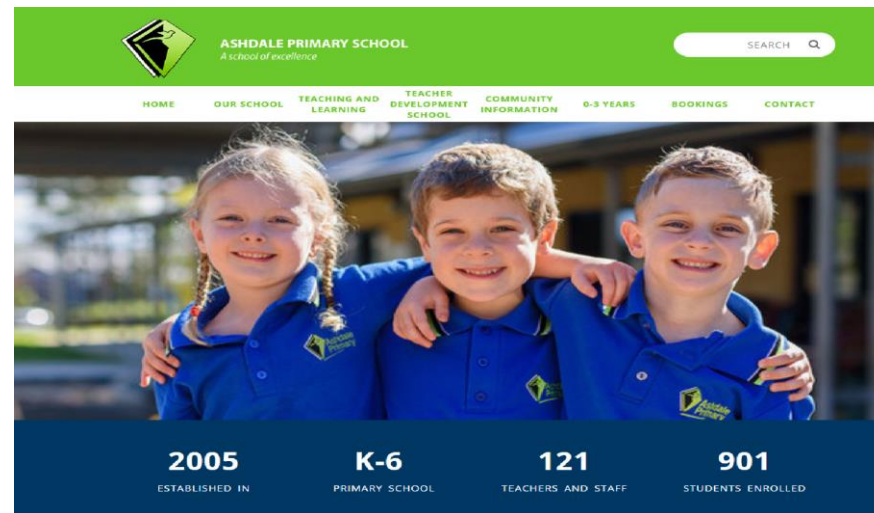 ASHDALE PRIMARY SCHOOL
A school of excellence
SEARCH
HOME
OUR SCHOOL
TEACHING AND
LEARNING
TEACHER
DEVELOPMENT
SCHOOL
COMMUNITY
INFORMATION
0-3 YEARS
BOOKINGS
CONTACT
Ashdale
Primary
Ashdale
Primary
2005
ESTABLISHED IN
K-6
PRIMARY SCHOOL
121
TEACHERS AND STAFF
901
STUDENTS ENROLLED